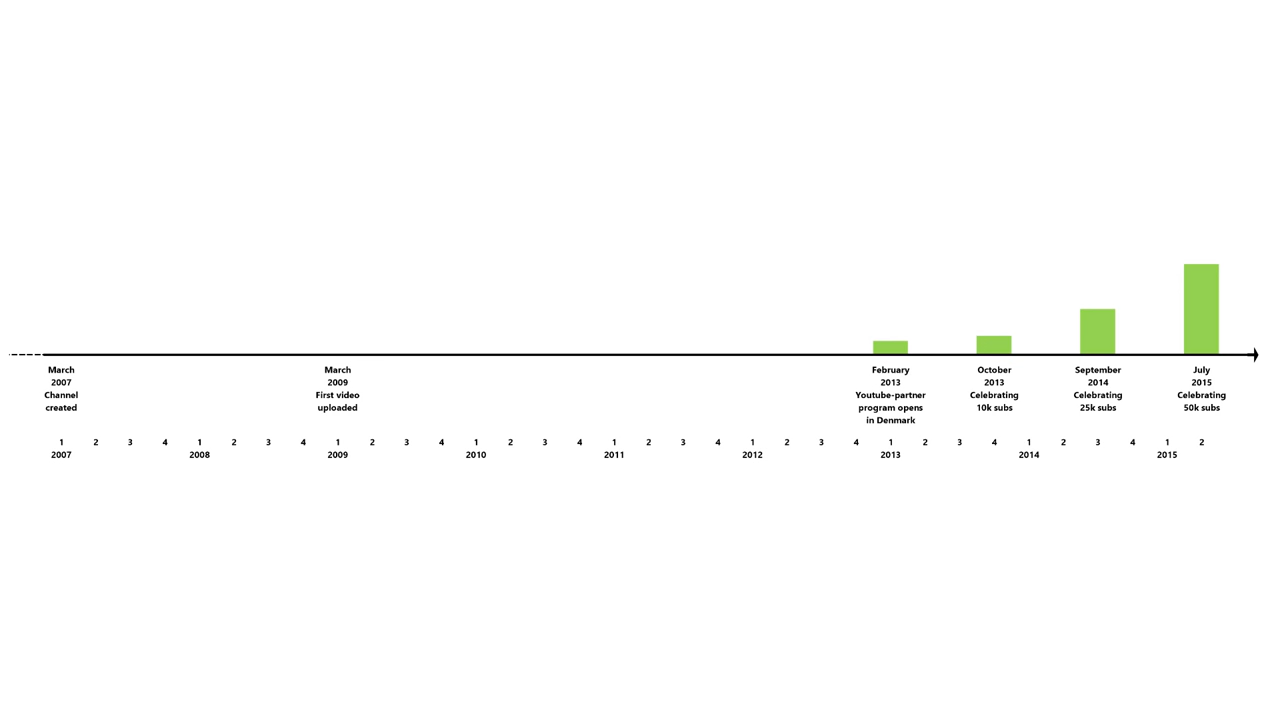 March
2007
Channel
created
March
2009
First video
uploaded
February
2013
Youtube-partner
program opens
in Denmark
October
2013
Celebrating
10k subs
September
2014
Celebrating
25k subs
July
2015
Celebrating
50k subs
1 2 3 4 1 2 3 4 1 2 3 4 1 2 3 4 1 2 3 4 1 2 3 4 1 2 3 4 1 2 3 4 1 2
2007 2008 2009 2010 2011 2012 2013 2014 2015